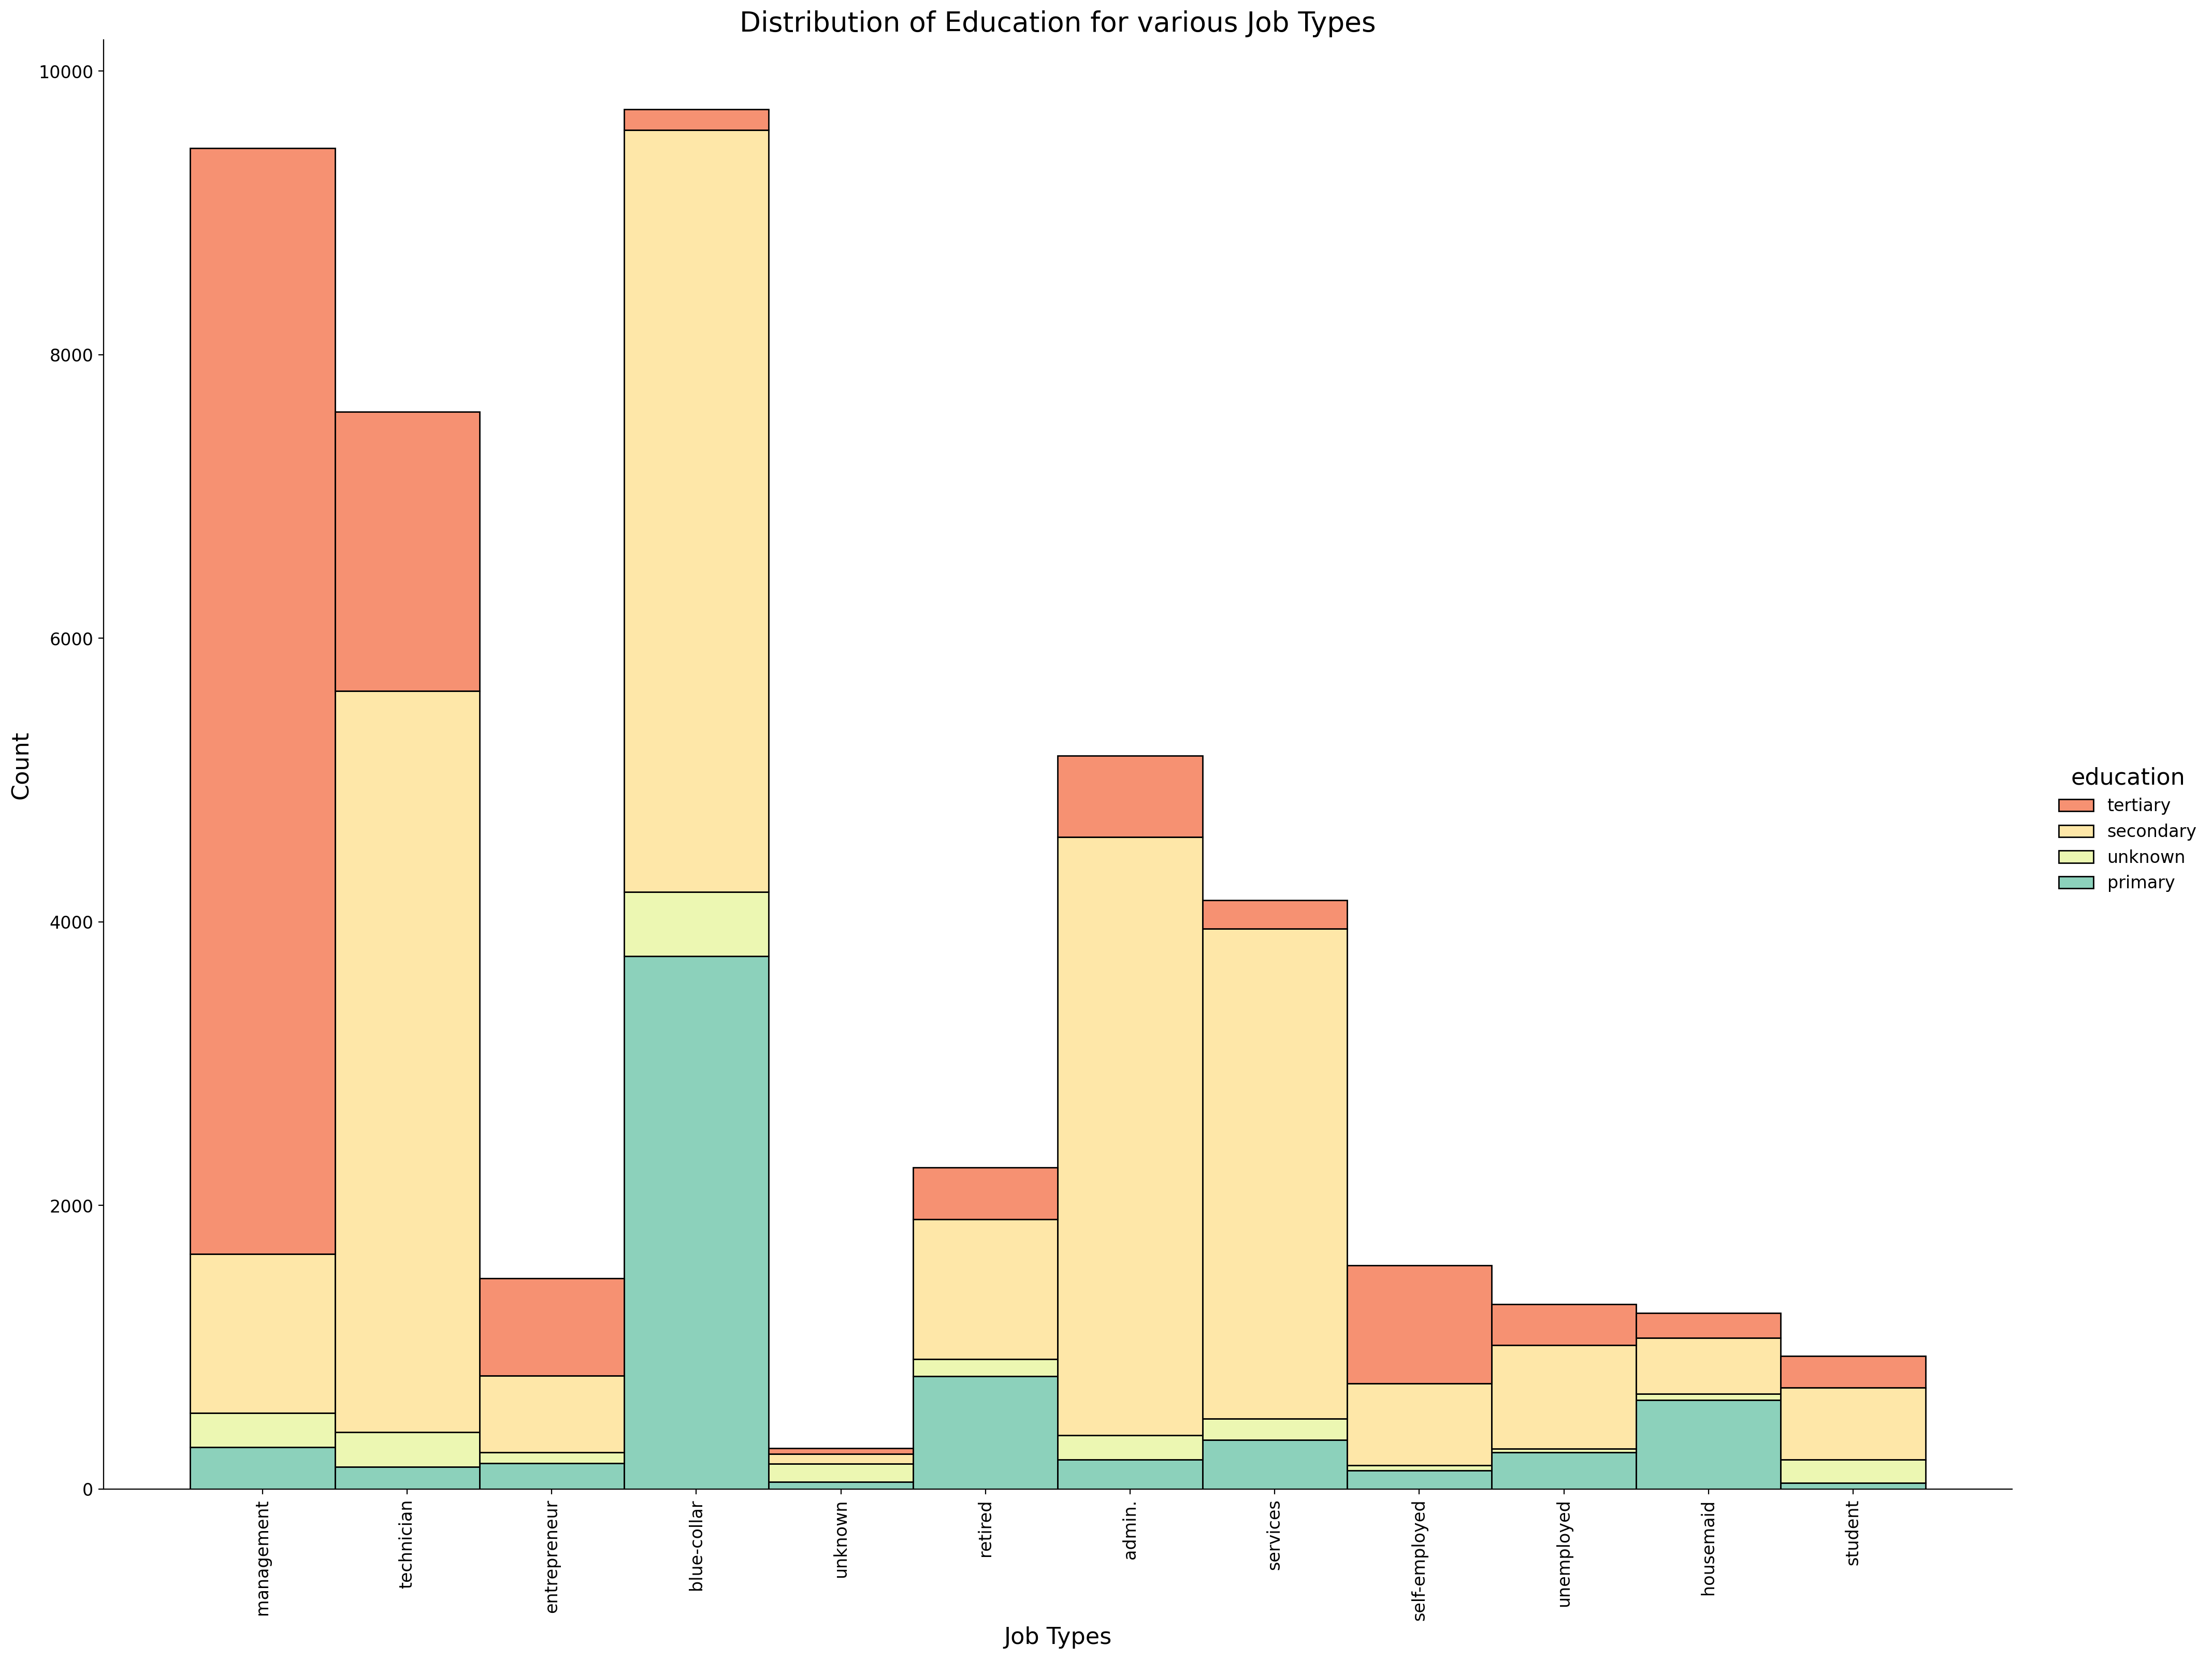 Distribution of Education for various Job Types
10000
8000
6000
4000
2000
0
Count
management
technician
entrepreneur
blue-collar
unknown
retired
admin.
services
self-employed
unemployed
housemaid
student
Job Types
education
tertiary
secondary
unknown
primary